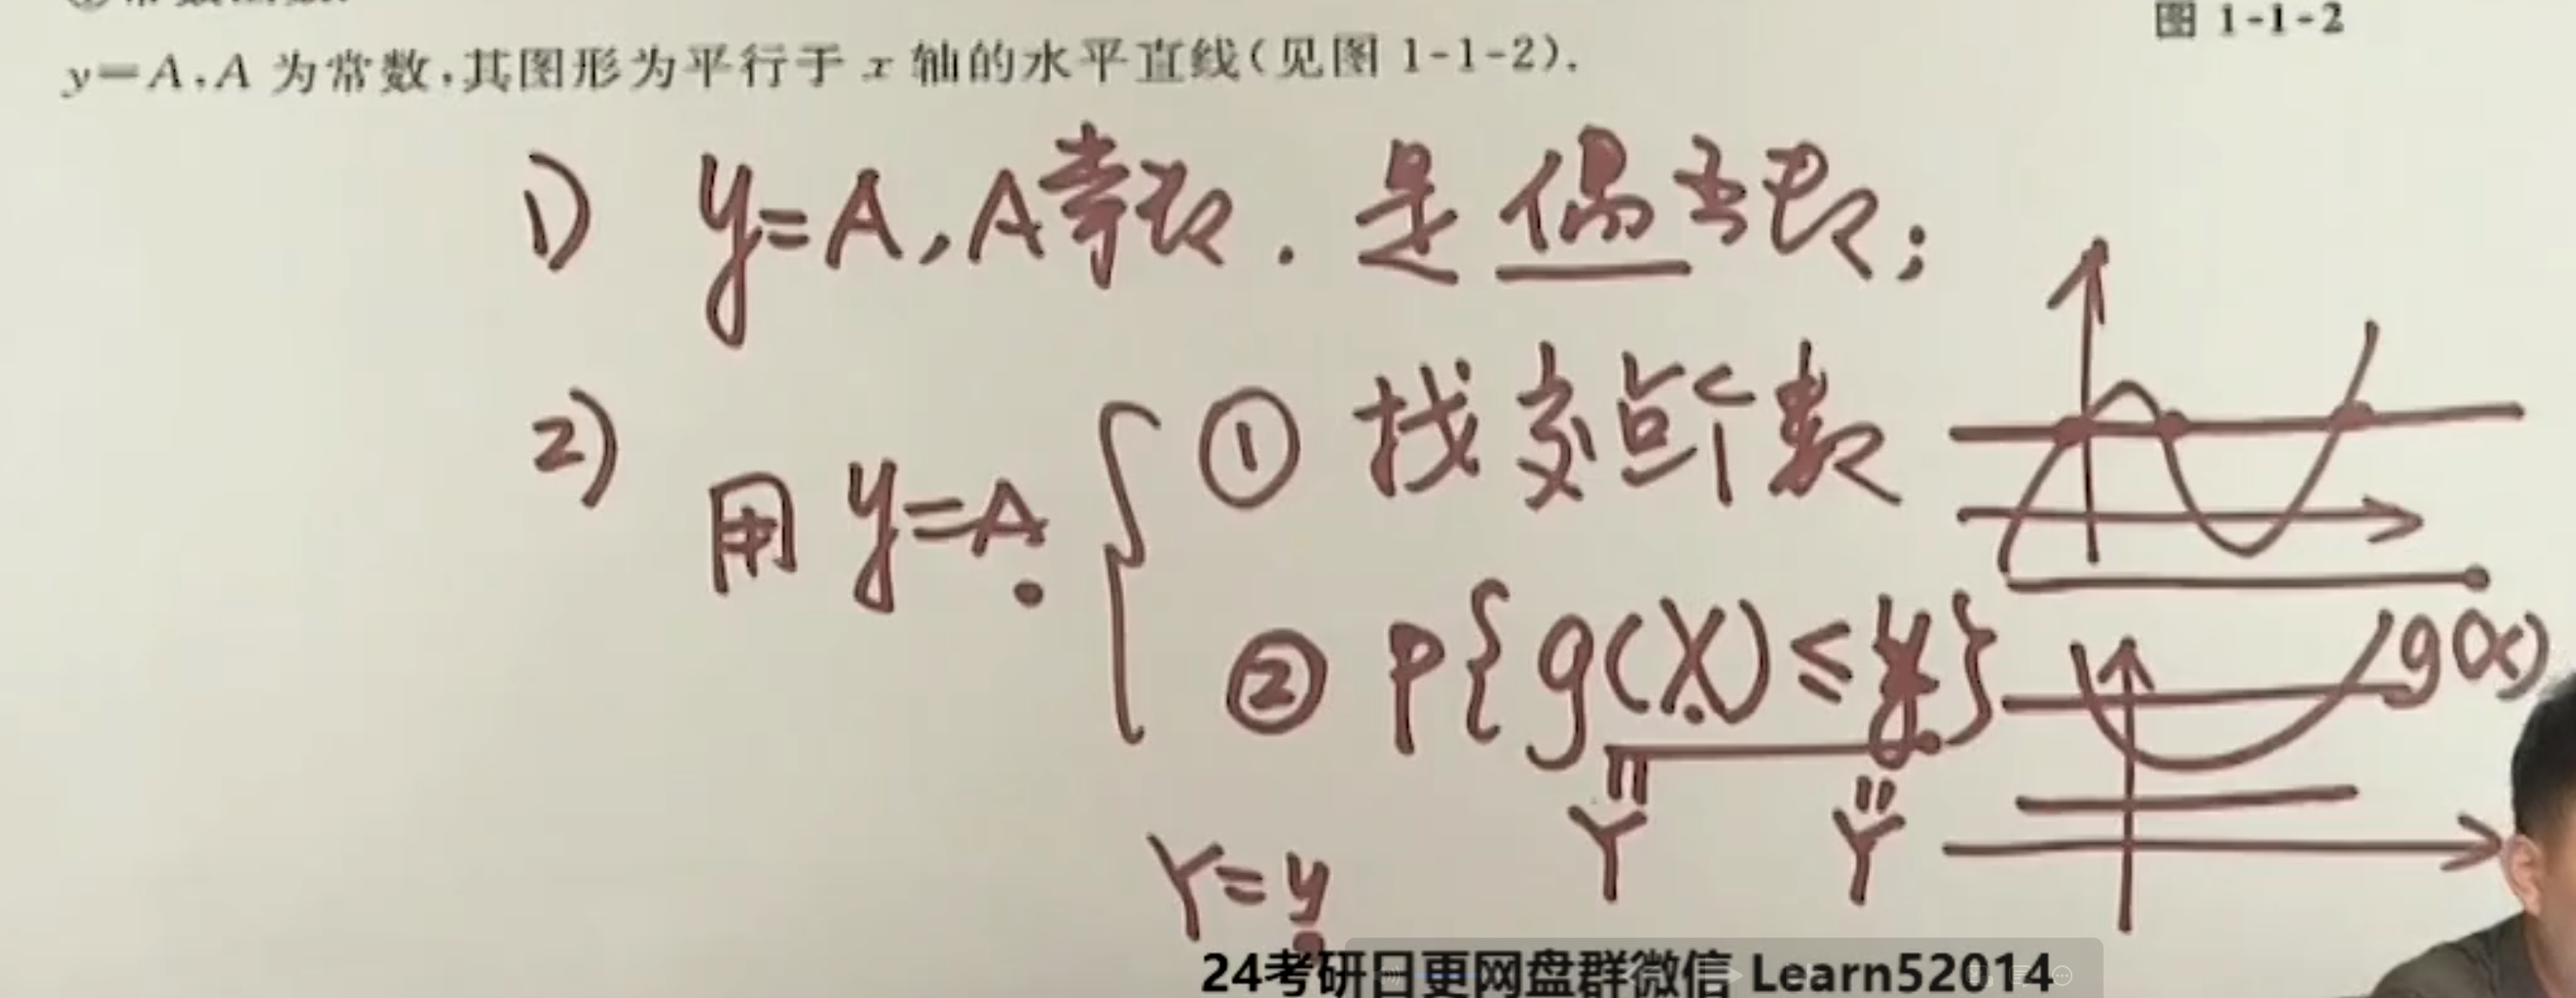 图 1-1-2
y=A,A 为常数,其图形为平行于 x 轴的水平直线(见图 1-1-2).
1) y=A,A常数. 是偶函数;
2) 用 y=A
① 找交点个数
② P{g(X)≤y}
g(x)
Y Y
Y=y
24考研日更网盘群微信 Learn52014